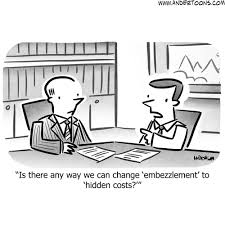 WWW.ANDERTOONS.COM
"Is there any way we can change 'embezzlement' to
'hidden costs?'"